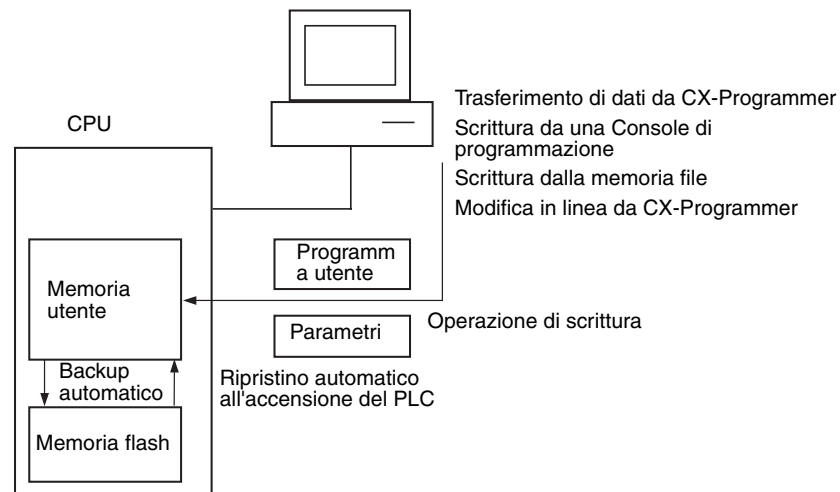 Trasferimento di dati da CX-Programmer
Scrittura da una Console di
programmazione
Scrittura dalla memoria file
Modifica in linea da CX-Programmer
CPU
Programm
a utente
Memoria
utente
Operazione di scrittura
Parametri
Backup
automatico
Ripristino automatico
all'accensione del PLC
Memoria flash